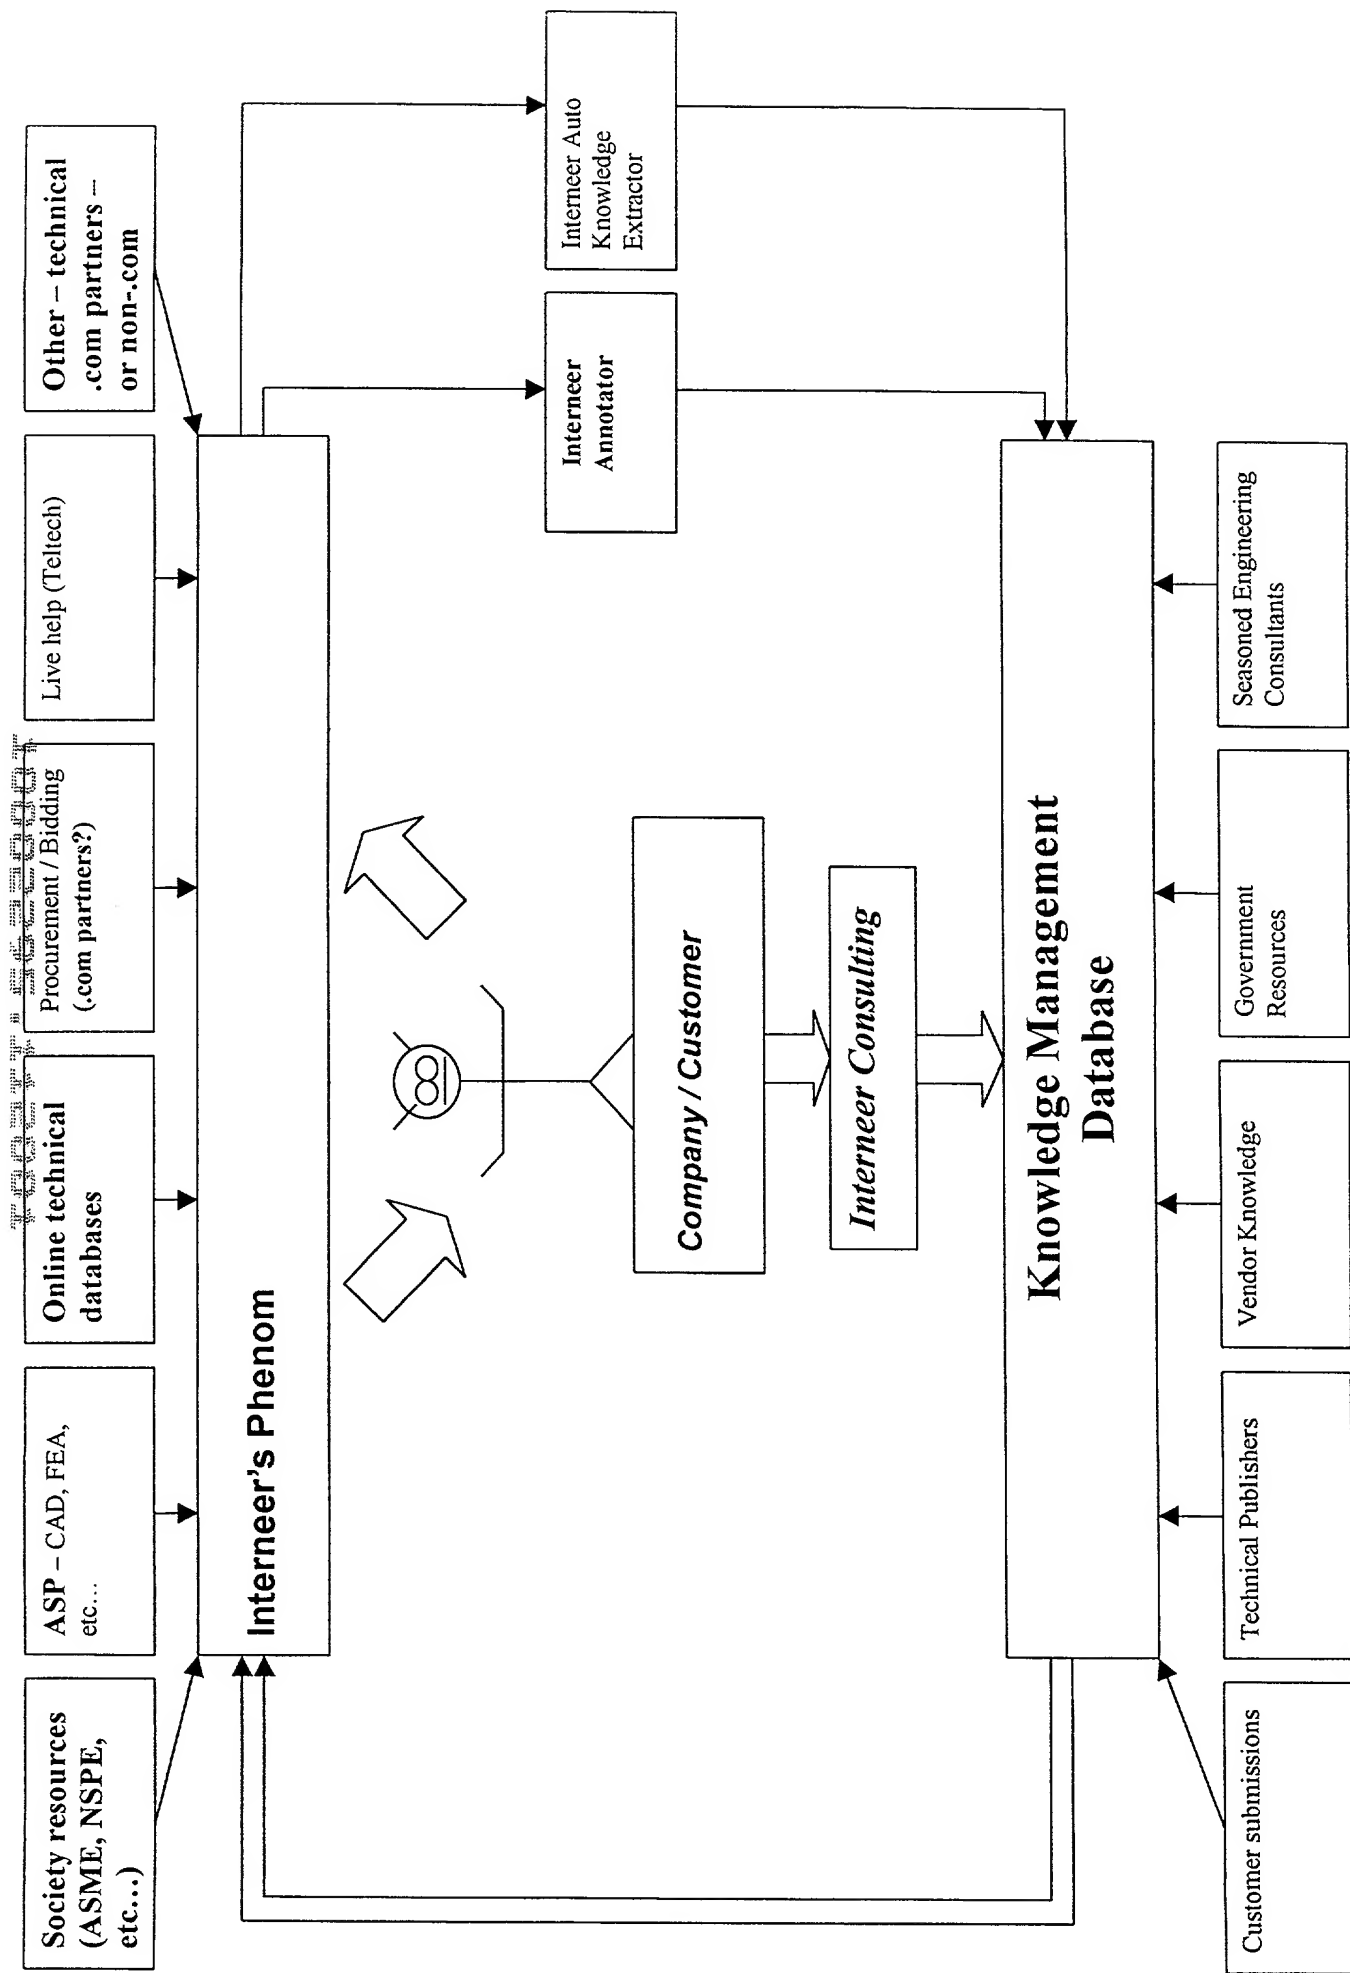 Society resources
(ASME, NSPE,
etc...)
ASP – CAD, FEA,
etc...
Online technical
databases
Procurement / Bidding
(.com partners?)
Live help (Teltech)
Other – technical
.com partners –
or non-.com
Interneer's Phenom
Interneer
Annotator
Interneer Auto
Knowledge
Extractor
Company / Customer
Interneer Consulting
Knowledge Management
Database
Customer submissions
Technical Publishers
Vendor Knowledge
Government
Resources
Seasoned Engineering
Consultants